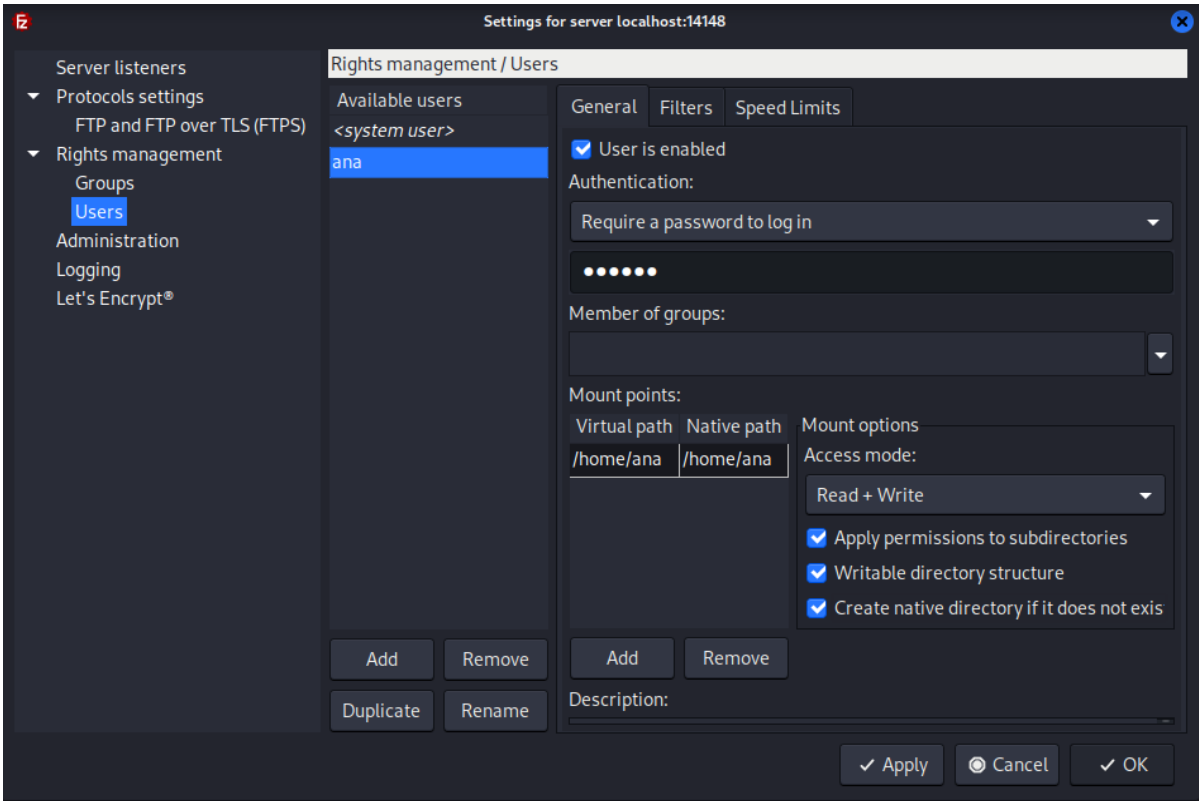 Fz
Settings for server localhost:14148
Server listeners
Protocols settings
FTP and FTP over TLS (FTPS)
Rights management
Groups
Users
Administration
Logging
Let's Encrypt®
Rights management / Users
Available users
<system user>
ana
Add Remove
Duplicate Rename
General Filters Speed Limits
User is enabled
Authentication:
Require a password to log in
●●●●●●
Member of groups:
Mount points:
Virtual path Native path
/home/ana /home/ana
Mount options
Access mode:
Read + Write
Apply permissions to subdirectories
Writable directory structure
Create native directory if it does not exis
Add Remove
Description:
Apply Cancel OK